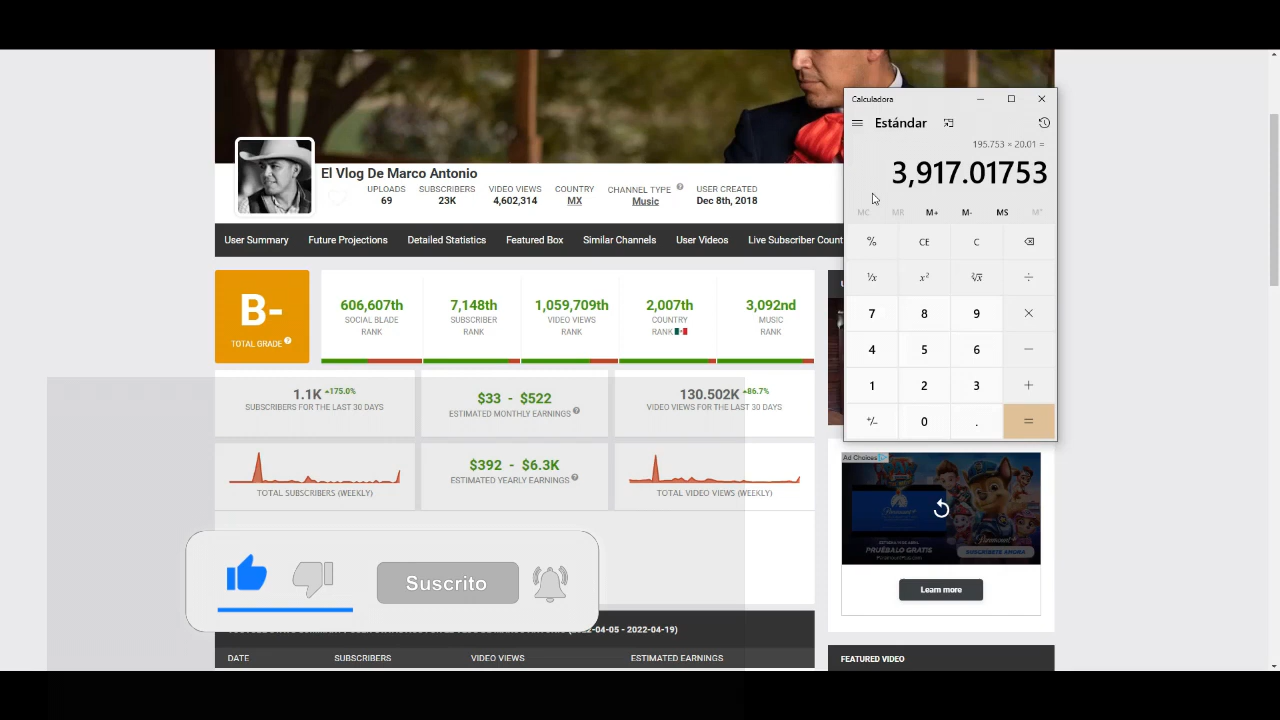 El Vlog De Marco Antonio
UPLOADS
69
SUBSCRIBERS
23K
VIDEO VIEWS
4,602,314
COUNTRY
MX
CHANNEL TYPE
Music
USER CREATED
Dec 8th, 2018
User Summary
Future Projections
Detailed Statistics
Featured Box
Similar Channels
User Videos
Live Subscriber Count
B-
TOTAL GRADE
606,607th
SOCIAL BLADE
RANK
7,148th
SUBSCRIBER
RANK
1,059,709th
VIDEO VIEWS
RANK
2,007th
COUNTRY
RANK
3,092nd
MUSIC
RANK
1.1K 175.0%
SUBSCRIBERS FOR THE LAST 30 DAYS
$33 - $522
ESTIMATED MONTHLY EARNINGS
130.502K 86.7%
VIDEO VIEWS FOR THE LAST 30 DAYS
TOTAL SUBSCRIBERS (WEEKLY)
$392 - $6.3K
ESTIMATED YEARLY EARNINGS
TOTAL VIDEO VIEWS (WEEKLY)
Suscrito
-04-05 - 2022-04-19)
DATE
SUBSCRIBERS
VIDEO VIEWS
ESTIMATED EARNINGS
Calculadora
Estándar
195.753 × 20.01 =
3,917.01753
MC
MR
M+
M-
MS
M˅
%
CE
C
⌫
¹/x
x²
²√x
÷
7
8
9
×
4
5
6
−
1
2
3
+
+/-
0
.
=
Ad Choices
Paramount+
PRUÉBALO GRATIS
SUSCRÍBETE AHORA
Learn more
FEATURED VIDEO